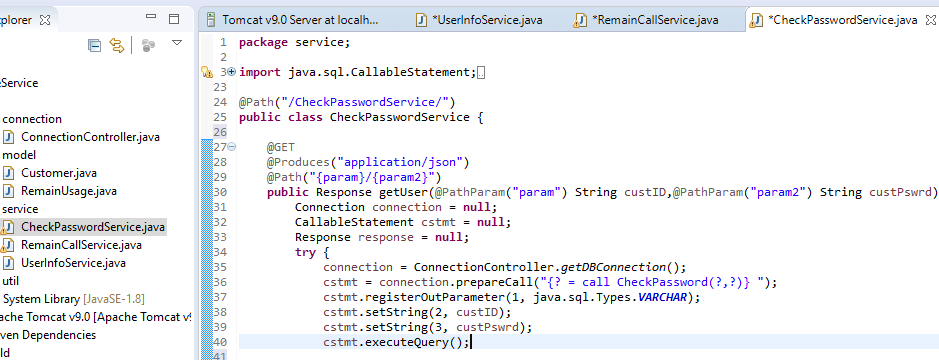 xplorer
Tomcat v9.0 Server at localh...
*UserInfoService.java
*RemainCallService.java
*CheckPasswordService.java
eService
connection
ConnectionController.java
model
Customer.java
RemainUsage.java
service
CheckPasswordService.java
RemainCallService.java
UserInfoService.java
util
System Library [JavaSE-1.8]
ache Tomcat v9.0 [Apache Tomcat v9
ven Dependencies
ld
1 package service;
2
3 import java.sql.CallableStatement;
23
24 @Path("/CheckPasswordService/")
25 public class CheckPasswordService {
26
27 @GET
28 @Produces("application/json")
29 @Path("{param}/{param2}")
30 public Response getUser(@PathParam("param") String custID,@PathParam("param2") String custPswrd)
31 Connection connection = null;
32 CallableStatement cstmt = null;
33 Response response = null;
34 try {
35 connection = ConnectionController.getDBConnection();
36 cstmt = connection.prepareCall("{? = call CheckPassword(?,?)} ");
37 cstmt.registerOutParameter(1, java.sql.Types.VARCHAR);
38 cstmt.setString(2, custID);
39 cstmt.setString(3, custPswrd);
40 cstmt.executeQuery();
41